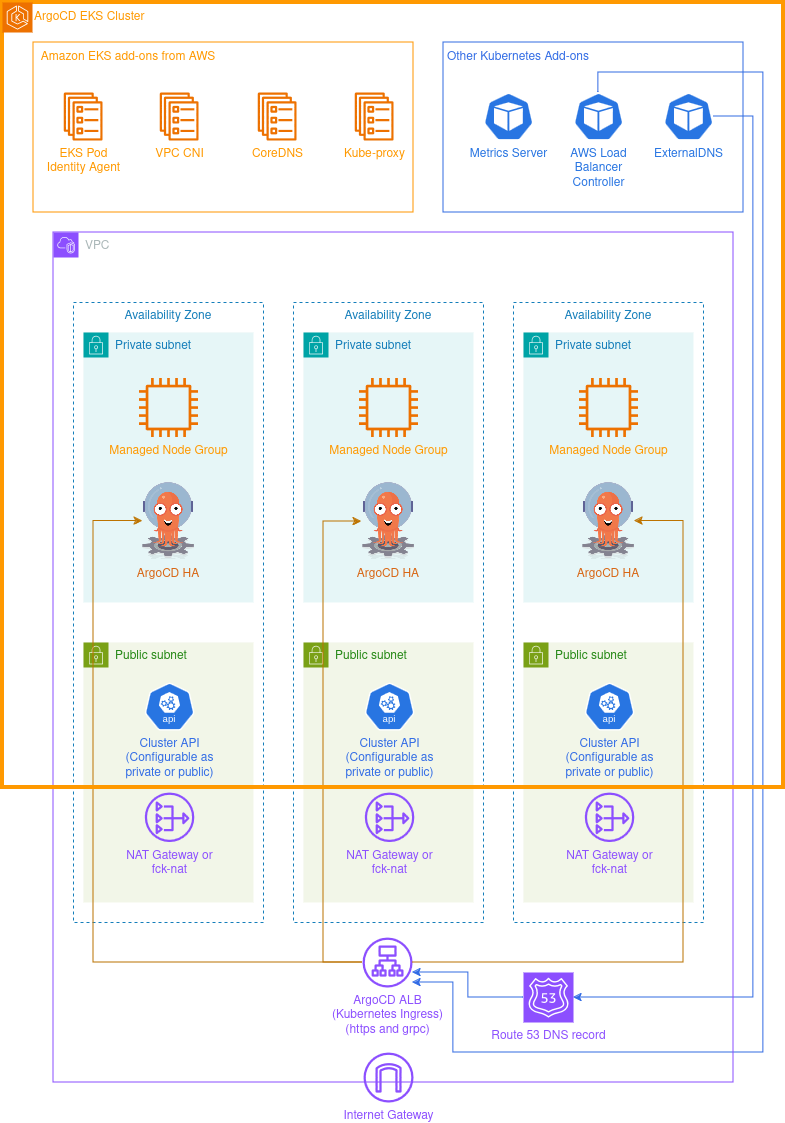 ArgoCD EKS Cluster
Amazon EKS add-ons from AWS
EKS Pod
Identity Agent
VPC CNI
CoreDNS
Kube-proxy
Other Kubernetes Add-ons
Metrics Server
AWS Load
Balancer
Controller
ExternalDNS
VPC
Availability Zone
Private subnet
Managed Node Group
ArgoCD HA
Public subnet
api
Cluster API
(Configurable as
private or public)
NAT Gateway or
fck-nat
Availability Zone
Private subnet
Managed Node Group
ArgoCD HA
Public subnet
api
Cluster API
(Configurable as
private or public)
NAT Gateway or
fck-nat
Availability Zone
Private subnet
Managed Node Group
ArgoCD HA
Public subnet
api
Cluster API
(Configurable as
private or public)
NAT Gateway or
fck-nat
ArgoCD ALB
(Kubernetes Ingress)
(https and grpc)
53
Route 53 DNS record
Internet Gateway